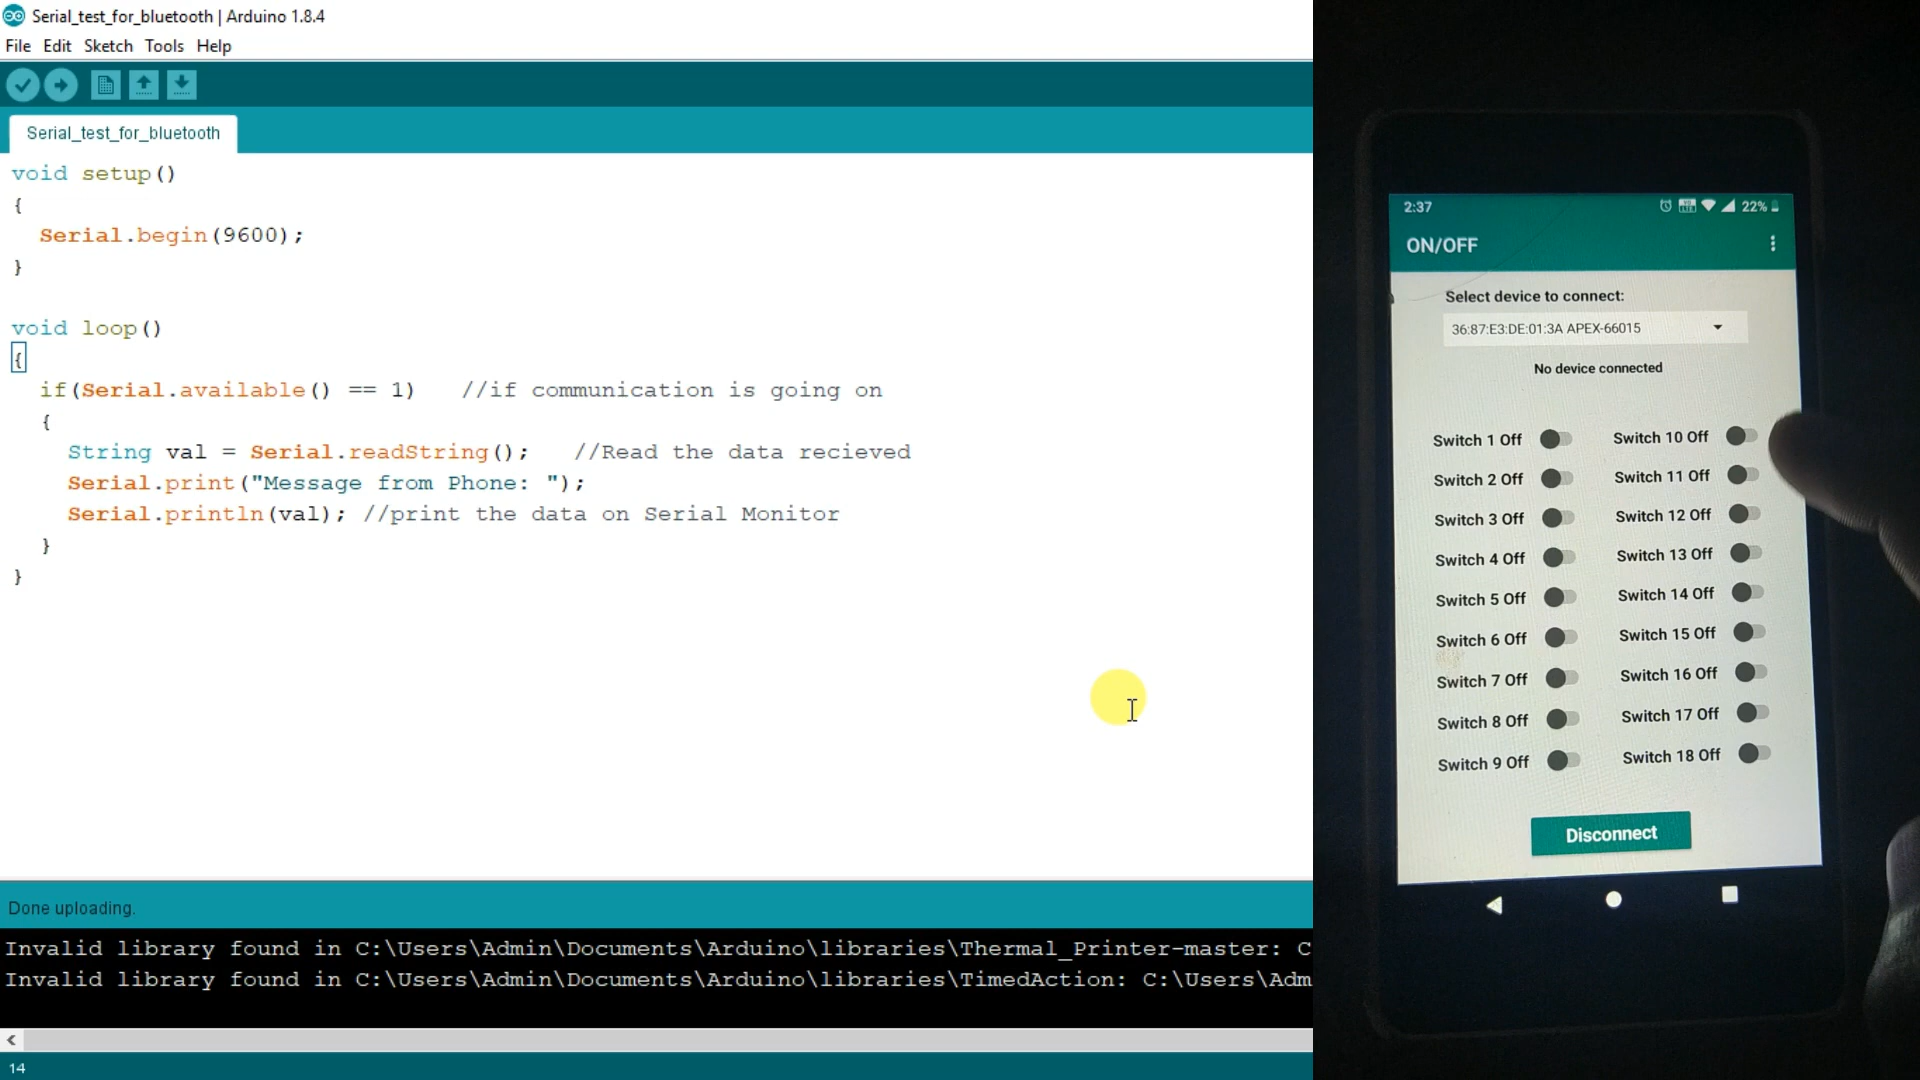 Serial_test_for_bluetooth | Arduino 1.8.4
File Edit Sketch Tools Help
Serial_test_for_bluetooth
void setup()
{
Serial.begin(9600);
}
void loop()
{
if(Serial.available() == 1) //if communication is going on
{
String val = Serial.readString(); //Read the data recieved
Serial.print("Message from Phone: ");
Serial.println(val); //print the data on Serial Monitor
}
}
Done uploading.
Invalid library found in C:\Users\Admin\Documents\Arduino\libraries\Thermal_Printer-master: C
Invalid library found in C:\Users\Admin\Documents\Arduino\libraries\TimedAction: C:\Users\Adm
14
2:37 22%
ON/OFF
Select device to connect:
36:87:E3:DE:01:3A APEX-66015
No device connected
Switch 1 Off Switch 10 Off
Switch 2 Off Switch 11 Off
Switch 3 Off Switch 12 Off
Switch 4 Off Switch 13 Off
Switch 5 Off Switch 14 Off
Switch 6 Off Switch 15 Off
Switch 7 Off Switch 16 Off
Switch 8 Off Switch 17 Off
Switch 9 Off Switch 18 Off
Disconnect